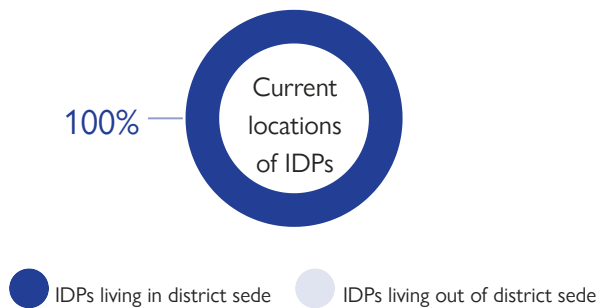 Current
locations
of IDPs
100%
IDPs living in district sede
IDPs living out of district sede